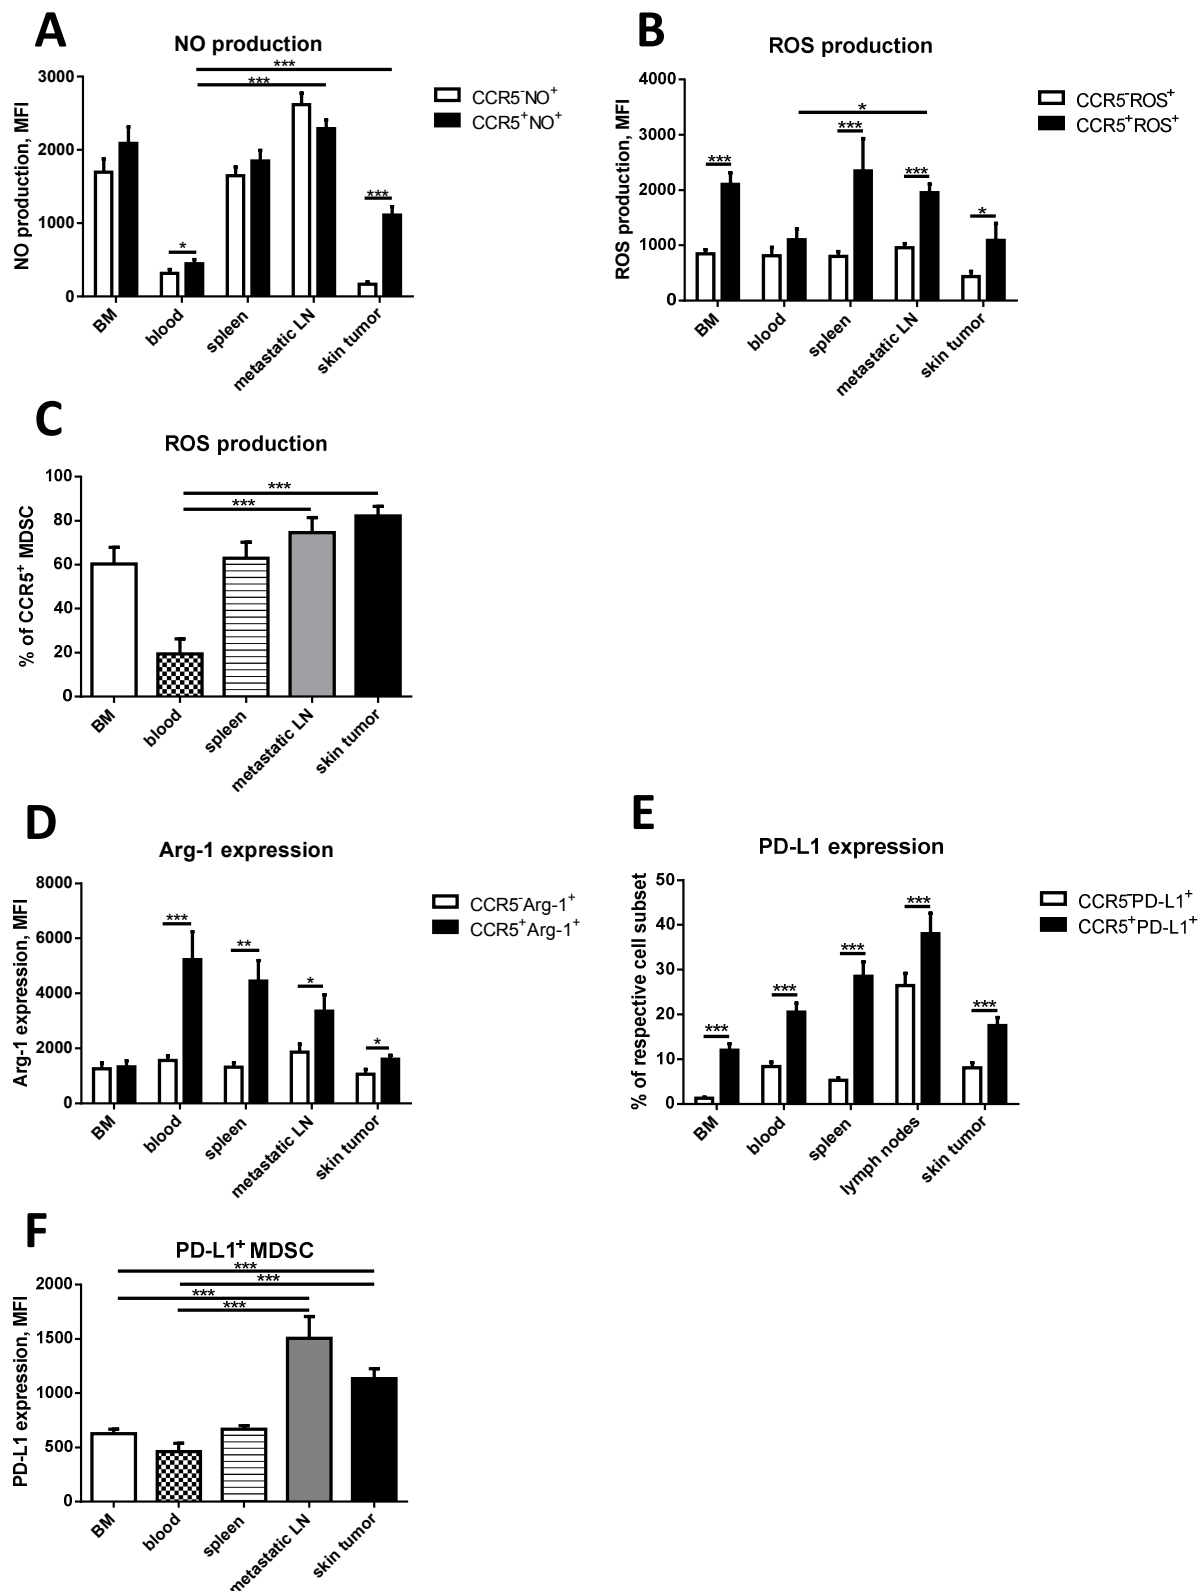 A
NO production
NO production, MFI
3000
2000
1000
0
***
***
*
***
CCR5⁻NO⁺
CCR5⁺NO⁺
BM
blood
spleen
metastatic LN
skin tumor
B
ROS production
ROS production, MFI
4000
3000
2000
1000
0
*
***
***
***
*
CCR5⁻ROS⁺
CCR5⁺ROS⁺
BM
blood
spleen
metastatic LN
skin tumor
C
ROS production
% of CCR5⁺ MDSC
100
80
60
40
20
0
***
***
BM
blood
spleen
metastatic LN
skin tumor
D
Arg-1 expression
Arg-1 expression, MFI
8000
6000
4000
2000
0
***
**
*
*
CCR5⁻Arg-1⁺
CCR5⁺Arg-1⁺
BM
blood
spleen
metastatic LN
skin tumor
E
PD-L1 expression
% of respective cell subset
50
40
30
20
10
0
***
***
***
***
***
CCR5⁻PD-L1⁺
CCR5⁺PD-L1⁺
BM
blood
spleen
lymph nodes
skin tumor
F
PD-L1⁺ MDSC
PD-L1 expression, MFI
2000
1500
1000
500
0
***
***
***
***
BM
blood
spleen
metastatic LN
skin tumor